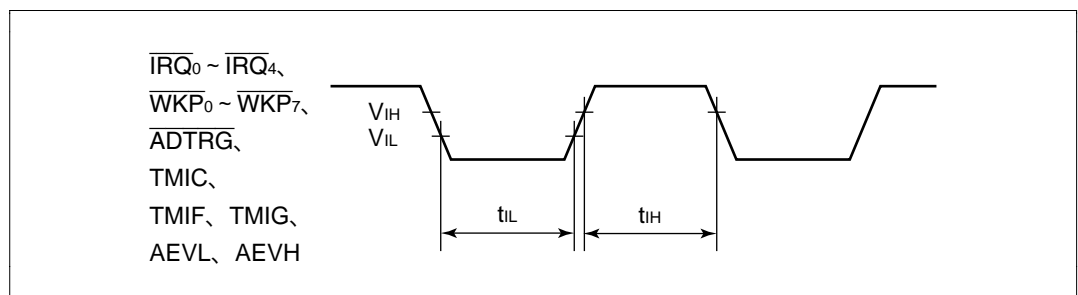 IRQ0 ~ IRQ4、
WKP0 ~ WKP7、
ADTRG、
TMIC、
TMIF、TMIG、
AEVL、AEVH
VIH
VIL
tIL
tIH